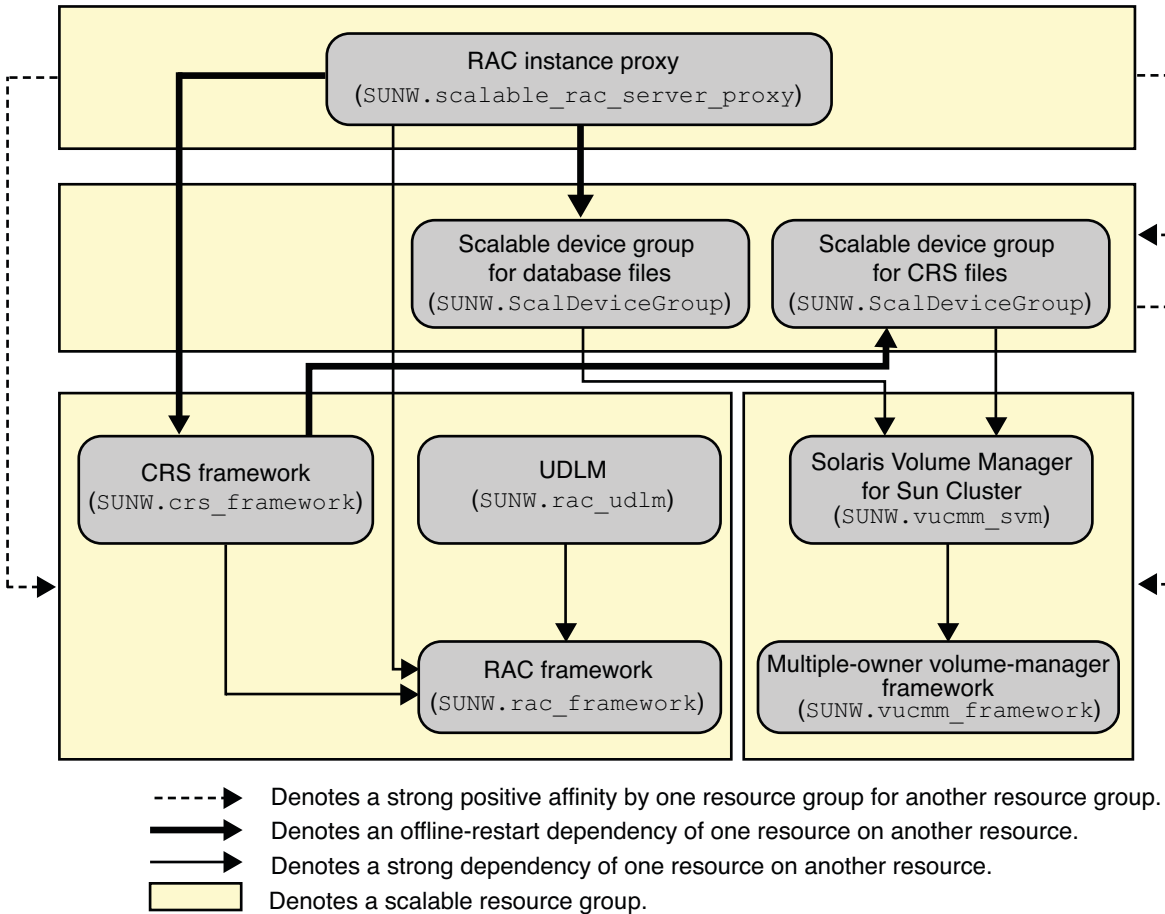 RAC instance proxy
(SUNW.scalable_rac_server_proxy)
Scalable device group
for database files
(SUNW.ScalDeviceGroup)
Scalable device group
for CRS files
(SUNW.ScalDeviceGroup)
CRS framework
(SUNW.crs_framework)
UDLM
(SUNW.rac_udlm)
Solaris Volume Manager
for Sun Cluster
(SUNW.vucmm_svm)
RAC framework
(SUNW.rac_framework)
Multiple-owner volume-manager
framework
(SUNW.vucmm_framework)
Denotes a strong positive affinity by one resource group for another resource group.
Denotes an offline-restart dependency of one resource on another resource.
Denotes a strong dependency of one resource on another resource.
Denotes a scalable resource group.